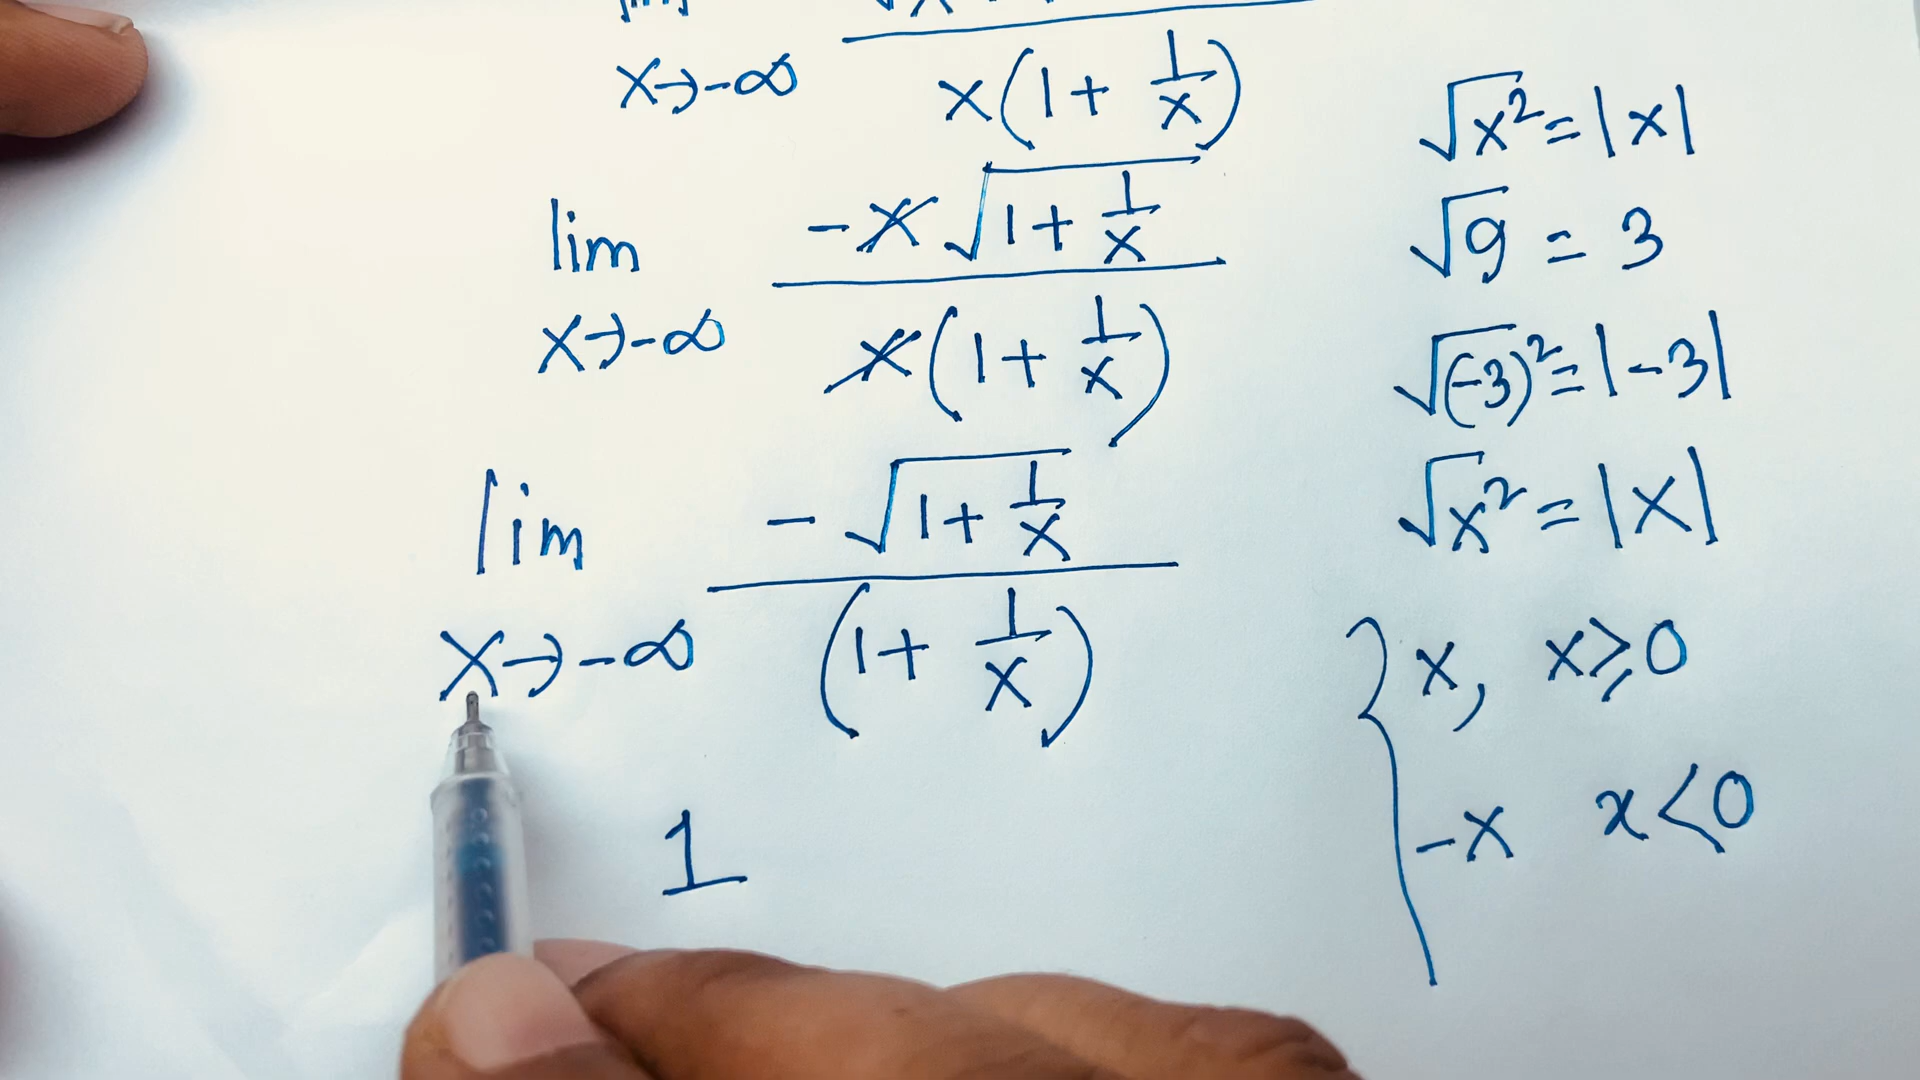 x→-∞ x(1 + 1/x)
lim -x√(1 + 1/x)
x→-∞ x(1 + 1/x)
lim -√(1 + 1/x)
x→-∞ (1 + 1/x)
1
√x² = |x|
√9 = 3
√(-3)² = |-3|
√x² = |x|
{ x, x ⩾ 0
-x x < 0